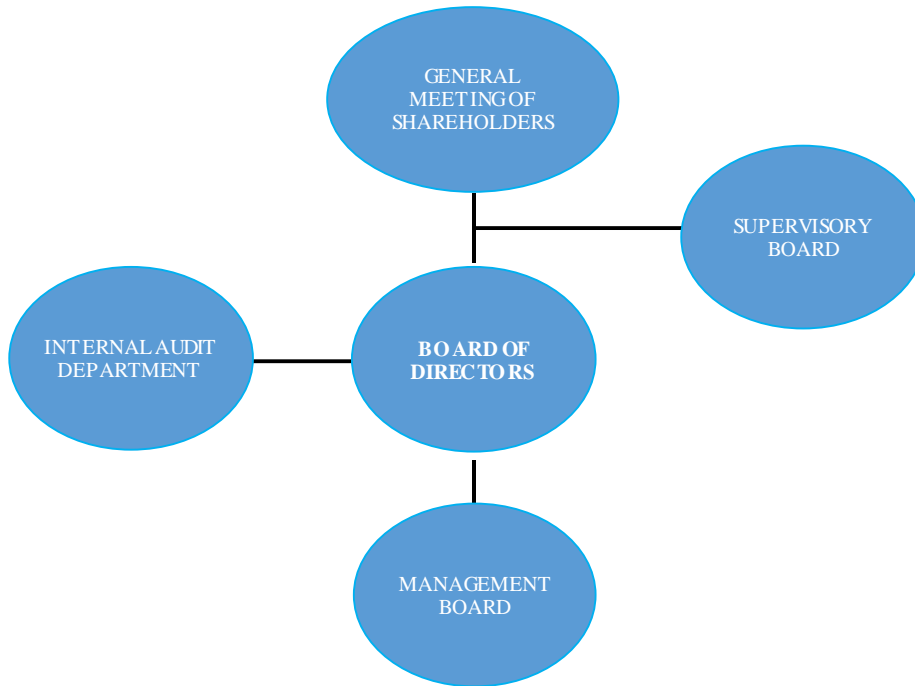 GENERAL
MEETING OF
SHAREHOLDERS
SUPERVISORY
BOARD
INTERNAL AUDIT
DEPARTMENT
BOARD OF
DIRECTORS
MANAGEMENT
BOARD